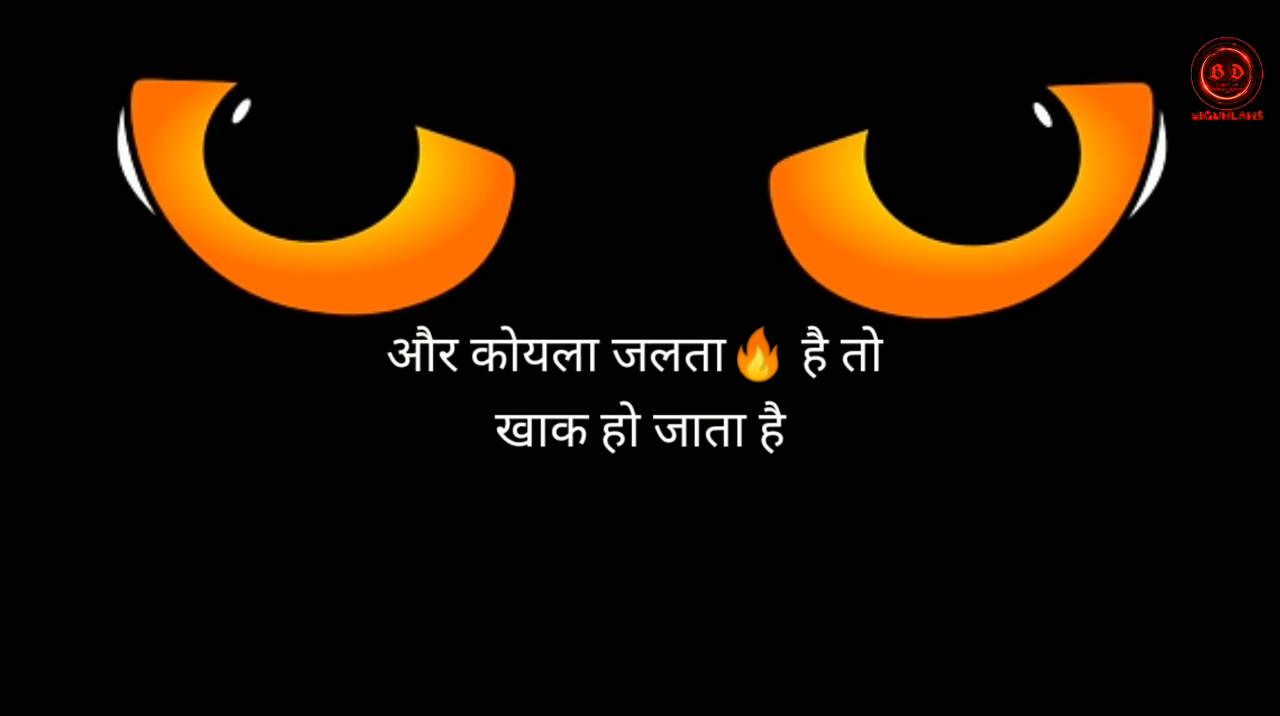 B D
और कोयला जलता🔥 है तो
खाक हो जाता है